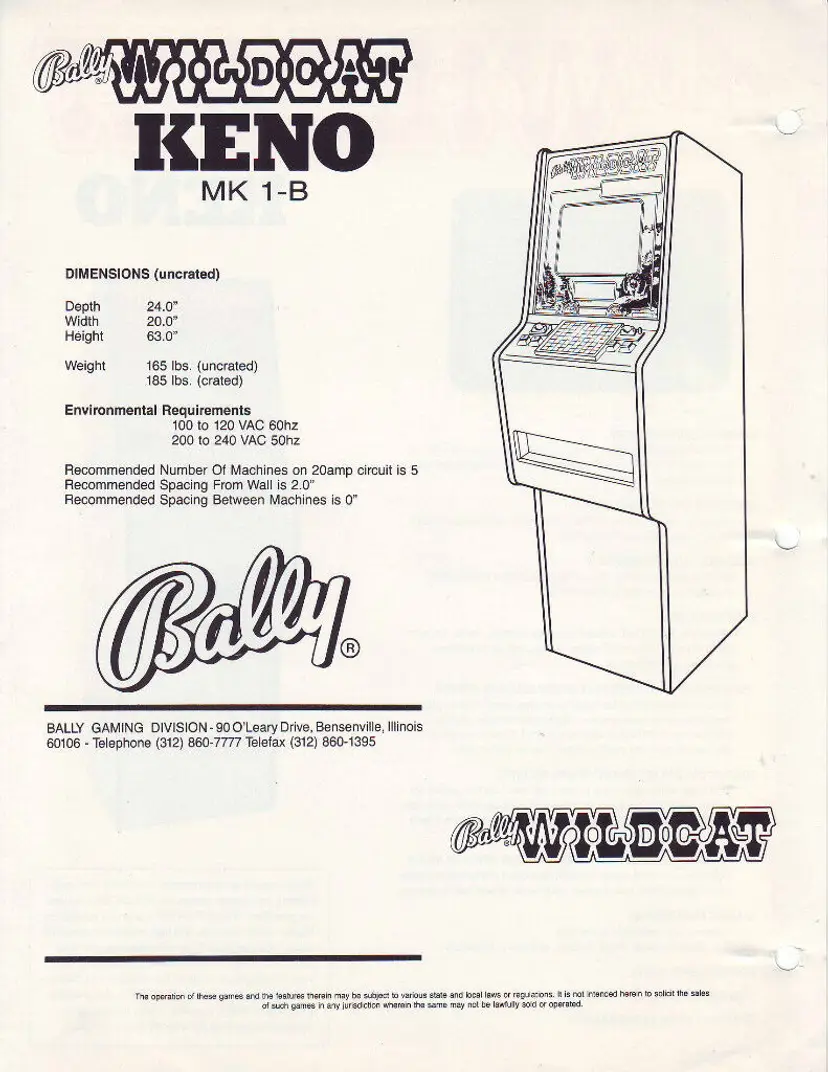 Bally WILDCAT
KENO
MK 1-B
Bally WILDCAT
DIMENSIONS (uncrated)
Depth 24.0"
Width 20.0"
Height 63.0"
Weight 165 lbs. (uncrated)
185 lbs. (crated)
Environmental Requirements
100 to 120 VAC 60hz
200 to 240 VAC 50hz
Recommended Number Of Machines on 20amp circuit is 5
Recommended Spacing From Wall is 2.0"
Recommended Spacing Between Machines is 0"
Bally®
BALLY GAMING DIVISION - 90 O'Leary Drive, Bensenville, Illinois
60106 - Telephone (312) 860-7777 Telefax (312) 860-1395
Bally WILDCAT
The operation of these games and the features therein may be subject to various state and local laws or regulations. It is not intended herein to solicit the sales
of such games in any jurisdiction wherein the same may not be lawfully sold or operated.